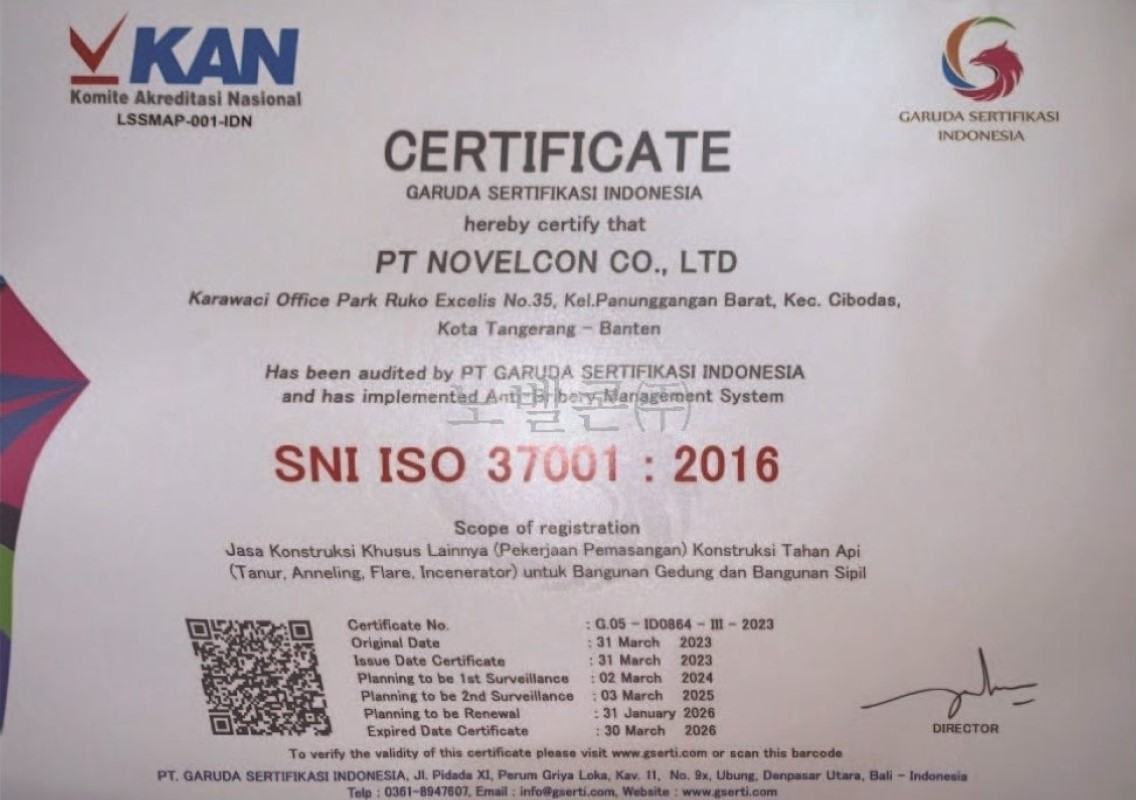 KAN
Komite Akreditasi Nasional
LSSMAP-001-IDN
GARUDA SERTIFIKASI
INDONESIA
CERTIFICATE
GARUDA SERTIFIKASI INDONESIA
hereby certify that
PT NOVELCON CO., LTD
Karawaci Office Park Ruko Excelis No.35, Kel.Panunggangan Barat, Kec. Cibodas,
Kota Tangerang - Banten
Has been audited by PT GARUDA SERTIFIKASI INDONESIA
and has implemented Anti-Bribery Management System
노벨콘㈜
SNI ISO 37001 : 2016
Scope of registration
Jasa Konstruksi Khusus Lainnya (Pekerjaan Pemasangan) Konstruksi Tahan Api
(Tanur, Anneling, Flare, Incenerator) untuk Bangunan Gedung dan Bangunan Sipil
Certificate No. : G.05 - ID0864 - III - 2023
Original Date : 31 March 2023
Issue Date Certificate : 31 March 2023
Planning to be 1st Surveillance : 02 March 2024
Planning to be 2nd Surveillance : 03 March 2025
Planning to be Renewal : 31 January 2026
Expired Date Certificate : 30 March 2026
DIRECTOR
To verify the validity of this certificate please visit www.gserti.com or scan this barcode
PT. GARUDA SERTIFIKASI INDONESIA, Jl. Pidada XI, Perum Griya Loka, Kav. 11, No. 9x, Ubung, Denpasar Utara, Bali - Indonesia
Telp : 0361-8947607, Email : info@gserti.com, Website : www.gserti.com